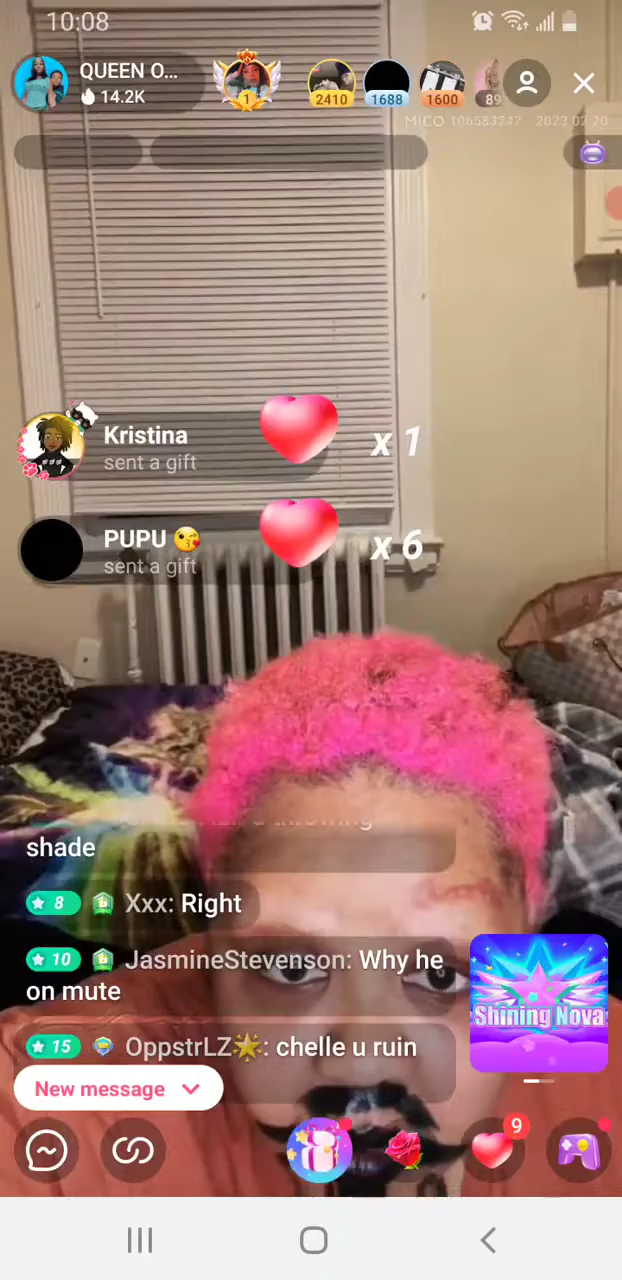 10:08
QUEEN O...
14.2K
1
2410
1688
1600
89
MICO 106583247 2023 02 20
Kristina
sent a gift
x 1
PUPU 😘
sent a gift
x 6
shade
8 Xxx: Right
10 JasmineStevenson: Why he
on mute
15 OppstrLZ🌟: chelle u ruin
New message
Shining Nova
9